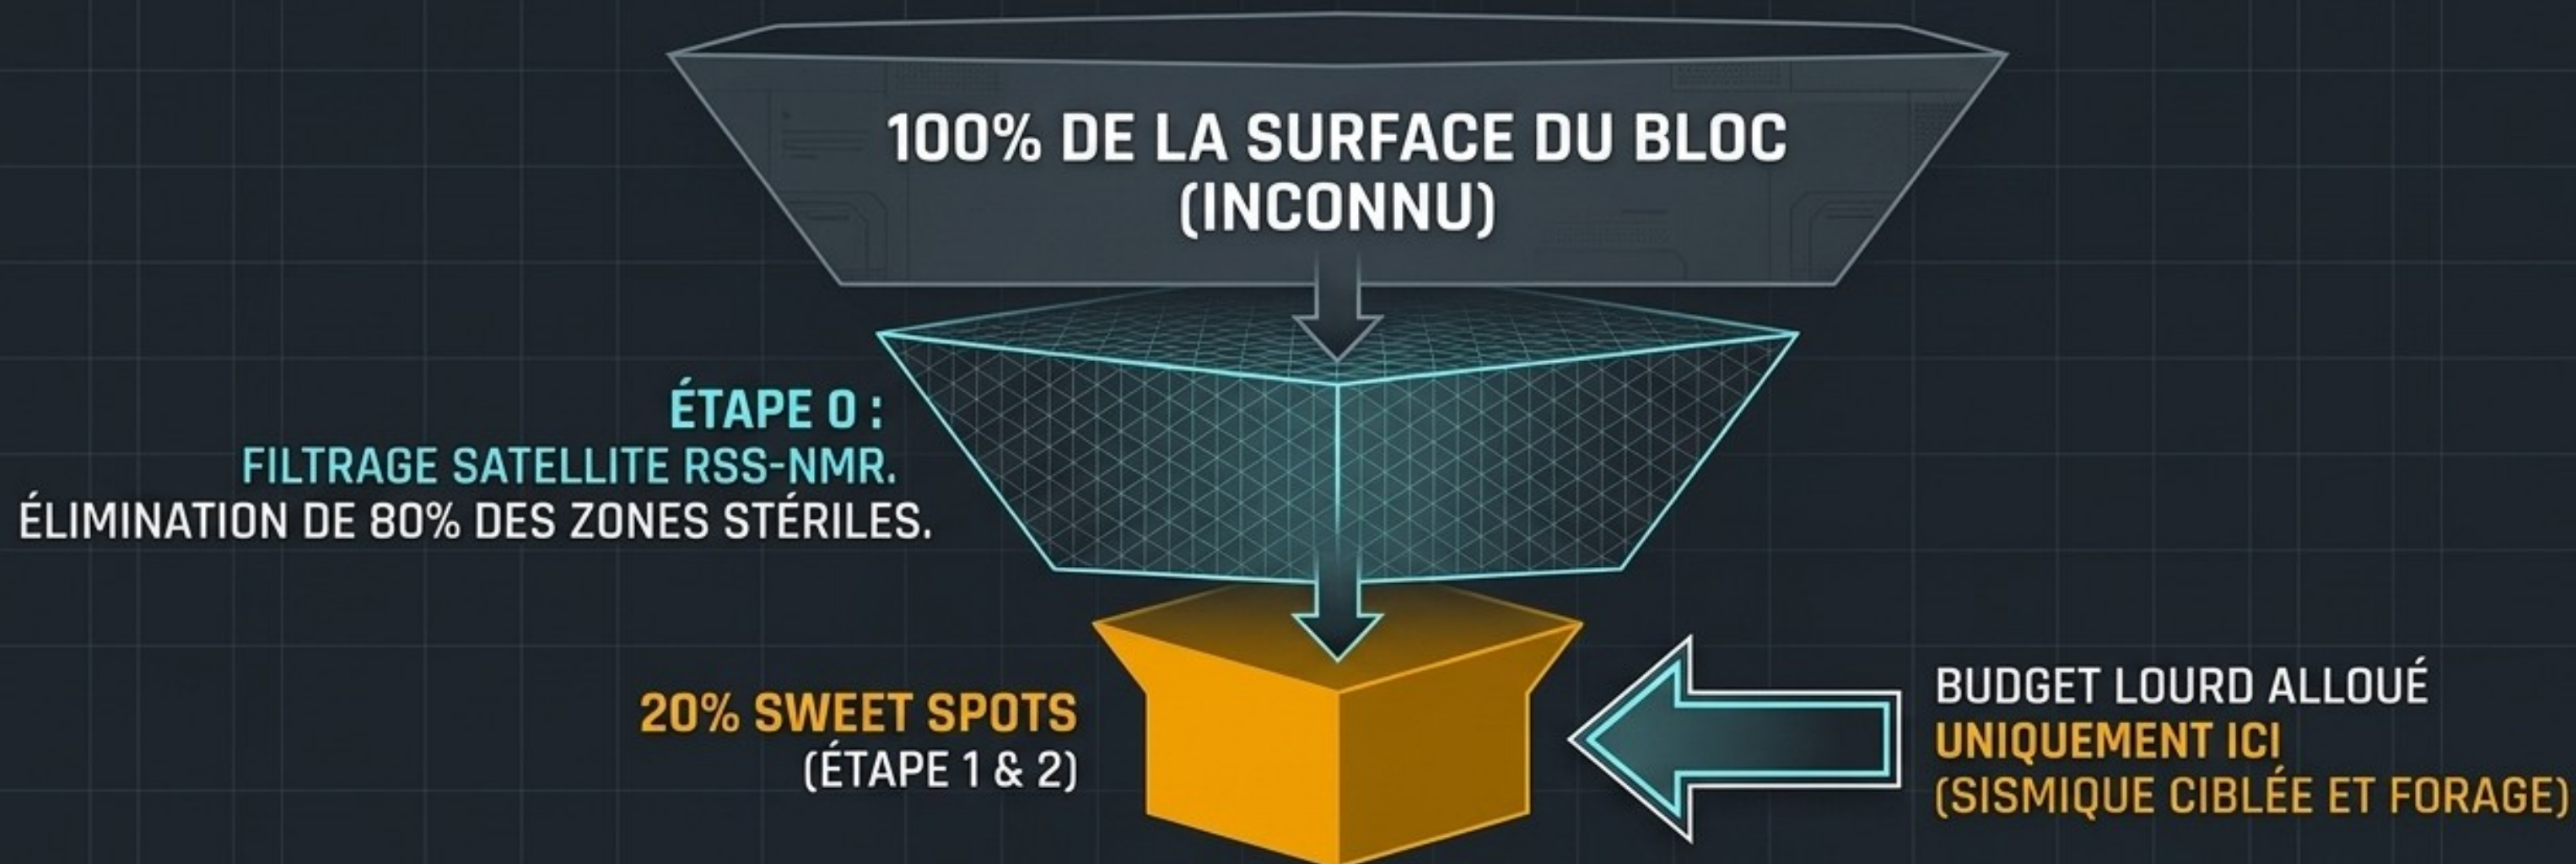 100% DE LA SURFACE DU BLOC
(INCONNU)
ÉTAPE 0 :
FILTRAGE SATELLITE RSS-NMR.
ÉLIMINATION DE 80% DES ZONES STÉRILES.
20% SWEET SPOTS
(ÉTAPE 1 & 2)
BUDGET LOURD ALLOUÉ
UNIQUEMENT ICI
(SISMIQUE CIBLÉE ET FORAGE)